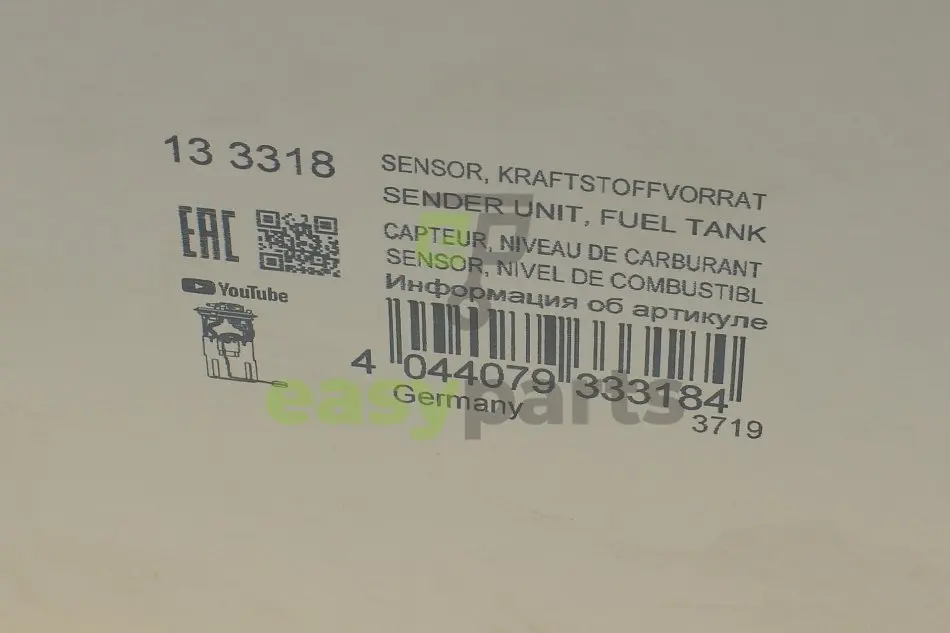 13 3318
SENSOR, KRAFTSTOFFVORRAT
SENDER UNIT, FUEL TANK
CAPTEUR, NIVEAU DE CARBURANT
SENSOR, NIVEL DE COMBUSTIBL
Информация об артикуле
EAC
YouTube
4 044079 333184
Germany
3719
easyparts